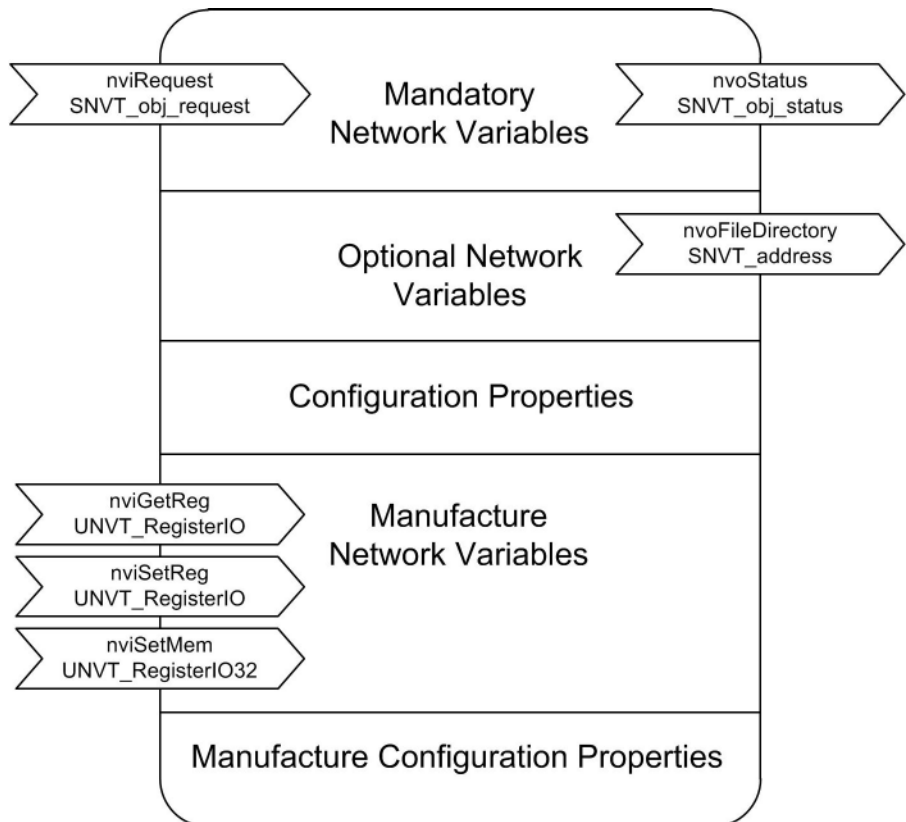 nviRequest
SNVT_obj_request
Mandatory
Network Variables
nvoStatus
SNVT_obj_status
Optional Network
Variables
nvoFileDirectory
SNVT_address
Configuration Properties
nviGetReg
UNVT_RegisterIO
Manufacture
Network Variables
nviSetReg
UNVT_RegisterIO
nviSetMem
UNVT_RegisterIO32
Manufacture Configuration Properties